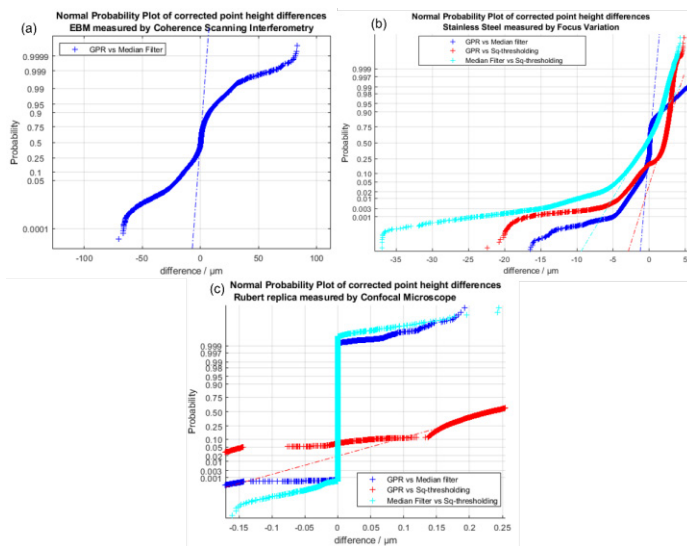 (a)
Normal Probability Plot of corrected point height differences
EBM measured by Coherence Scanning Interferometry
GPR vs Median Filter
0.9999
0.999
0.99
0.95
0.9
0.75
0.5
0.25
0.1
0.05
0.0001
Probability
-100
-50
0
50
100
difference / µm
(b)
Normal Probability Plot of corrected point height differences
Stainless Steel measured by Focus Variation
GPR vs Median filter
GPR vs Sq-thresholding
Median Filter vs Sq-thresholding
0.999
0.997
0.99
0.98
0.95
0.90
0.75
0.50
0.25
0.10
0.05
0.02
0.01
0.003
0.001
Probability
-35
-30
-25
-20
-15
-10
-5
0
5
difference / µm
(c)
Normal Probability Plot of corrected point height differences
Rubert replica measured by Confocal Microscope
0.999
0.997
0.99
0.98
0.95
0.90
0.75
0.50
0.25
0.10
0.05
0.02
0.01
0.003
0.001
Probability
GPR vs Median filter
GPR vs Sq-thresholding
Median Filter vs Sq-thresholding
-0.15
-0.1
-0.05
0
0.05
0.1
0.15
0.2
0.25
difference / µm